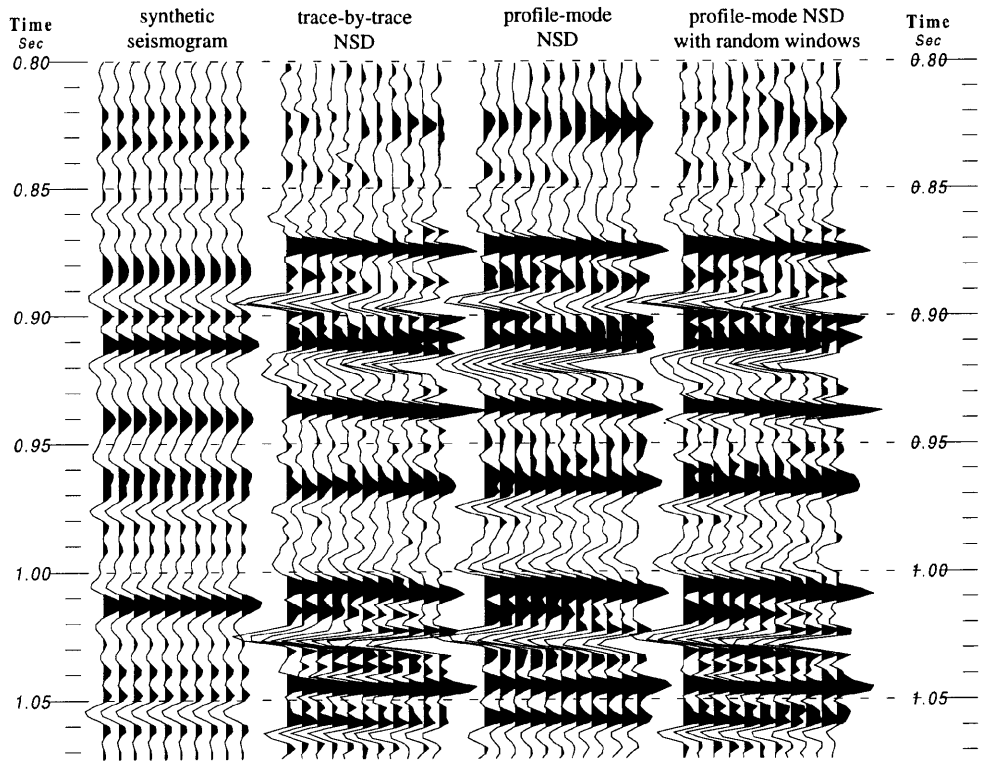 Time
Sec
synthetic
seismogram
trace-by-trace
NSD
profile-mode
NSD
profile-mode NSD
with random windows
Time
Sec
0.80
0.85
0.90
0.95
1.00
1.05
0.80
0.85
0.90
0.95
1.00
1.05